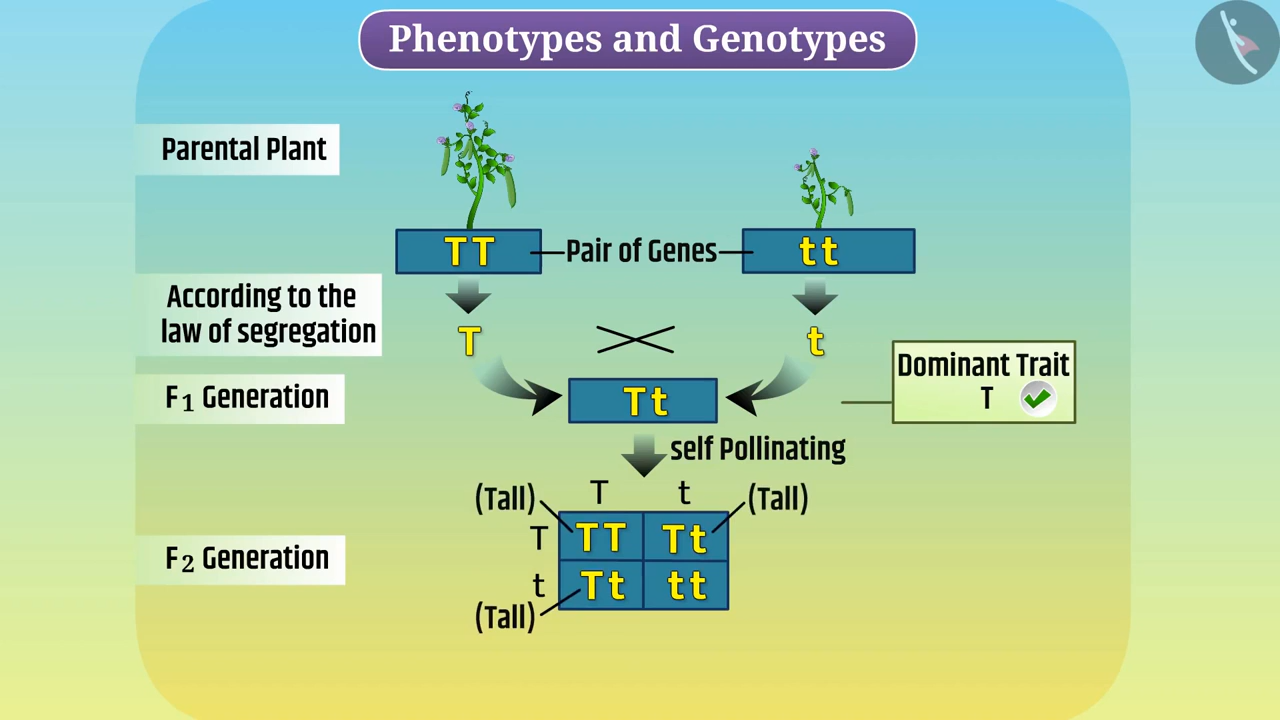 Phenotypes and Genotypes
Parental Plant
TT
Pair of Genes
tt
According to the
law of segregation
T
t
Dominant Trait
T
F₁ Generation
Tt
self Pollinating
(Tall)
T
t
(Tall)
T
TT
Tt
F₂ Generation
t
Tt
tt
(Tall)